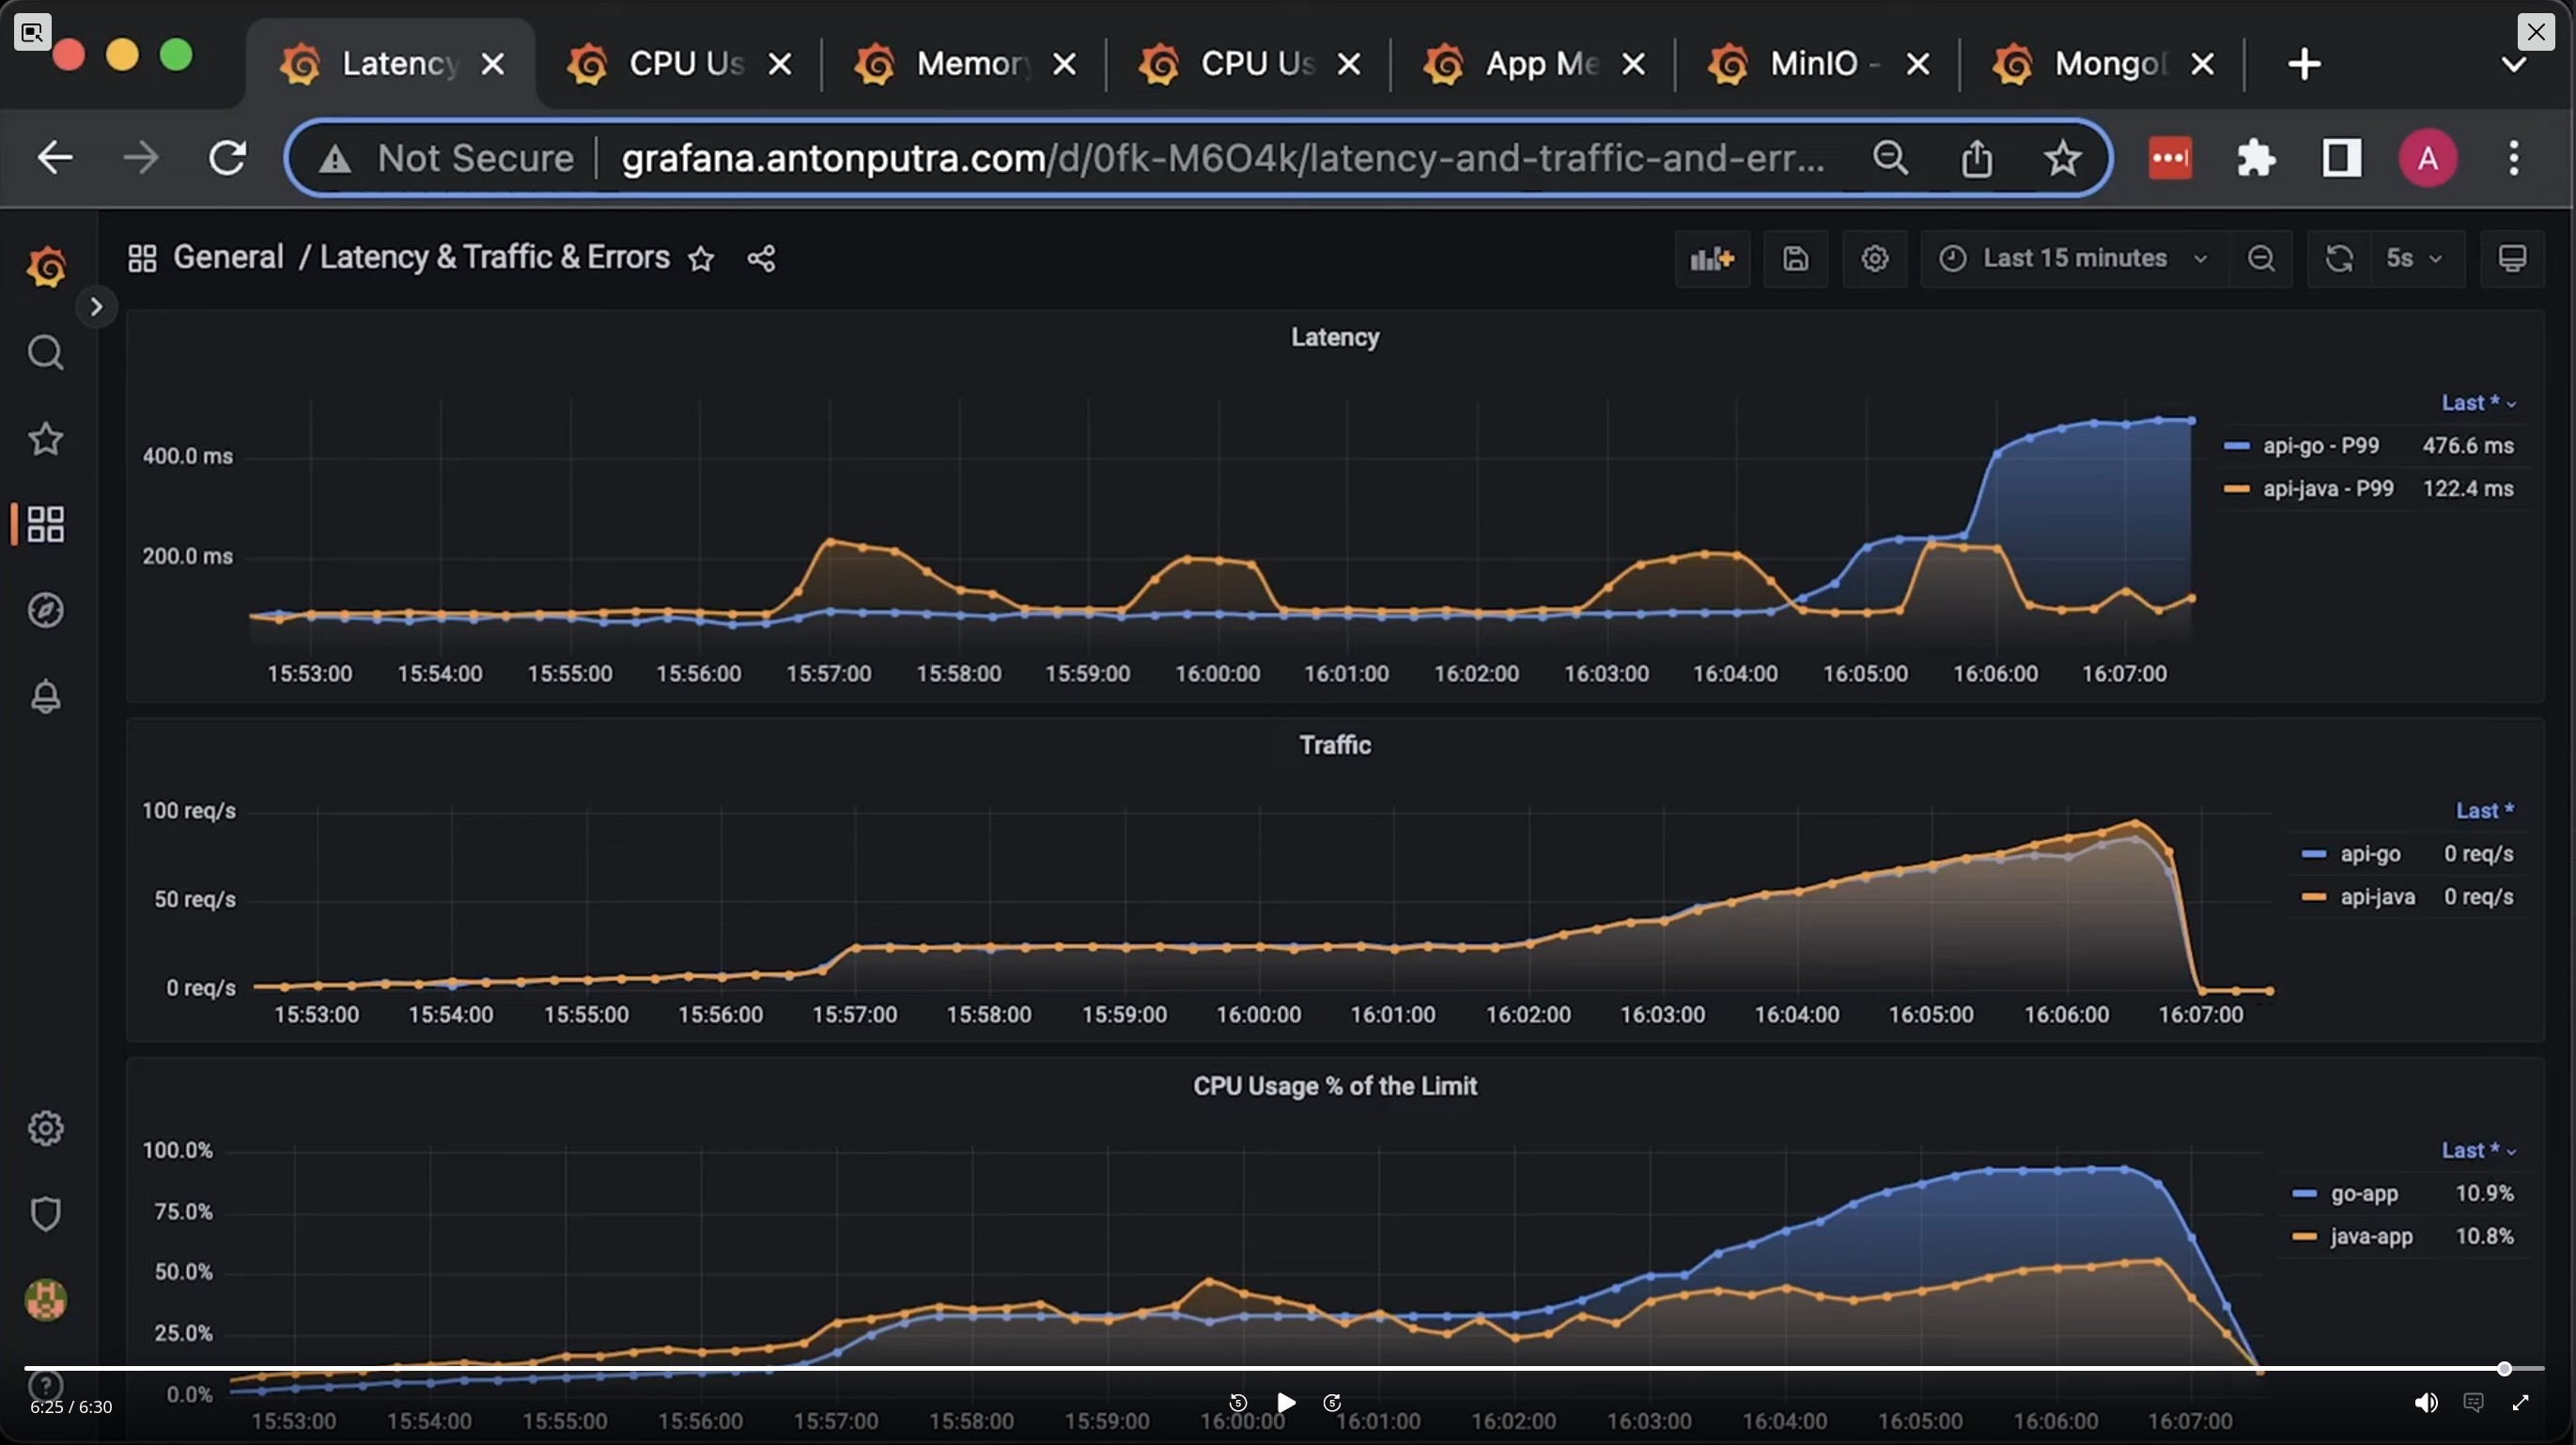 Latency
CPU Us
Memor
CPU Us
App Me
MinIO -
Mongo
Not Secure
grafana.antonputra.com/d/0fk-M6O4k/latency-and-traffic-and-err...
A
General / Latency & Traffic & Errors
Last 15 minutes
5s
Latency
Last *
400.0 ms
200.0 ms
api-go - P99 476.6 ms
api-java - P99 122.4 ms
15:53:00 15:54:00 15:55:00 15:56:00 15:57:00 15:58:00 15:59:00 16:00:00 16:01:00 16:02:00 16:03:00 16:04:00 16:05:00 16:06:00 16:07:00
Traffic
Last *
100 req/s
50 req/s
0 req/s
api-go 0 req/s
api-java 0 req/s
15:53:00 15:54:00 15:55:00 15:56:00 15:57:00 15:58:00 15:59:00 16:00:00 16:01:00 16:02:00 16:03:00 16:04:00 16:05:00 16:06:00 16:07:00
CPU Usage % of the Limit
Last *
100.0%
75.0%
50.0%
25.0%
0.0%
go-app 10.9%
java-app 10.8%
15:53:00 15:54:00 15:55:00 15:56:00 15:57:00 15:58:00 15:59:00 16:00:00 16:01:00 16:02:00 16:03:00 16:04:00 16:05:00 16:06:00 16:07:00
6:25 / 6:30
5
5